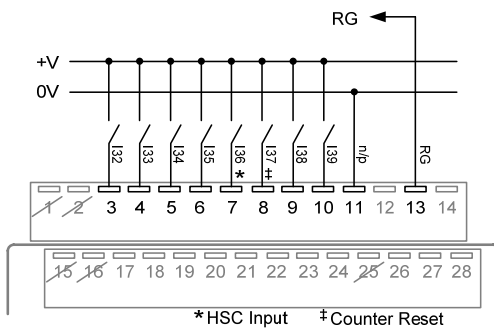 RG
+V
0V
I32 I33 I34 I35 I36 * I37 ‡ I38 I39 n/p RG
1 2 3 4 5 6 7 8 9 10 11 12 13 14
15 16 17 18 19 20 21 22 23 24 25 26 27 28
* HSC Input ‡ Counter Reset